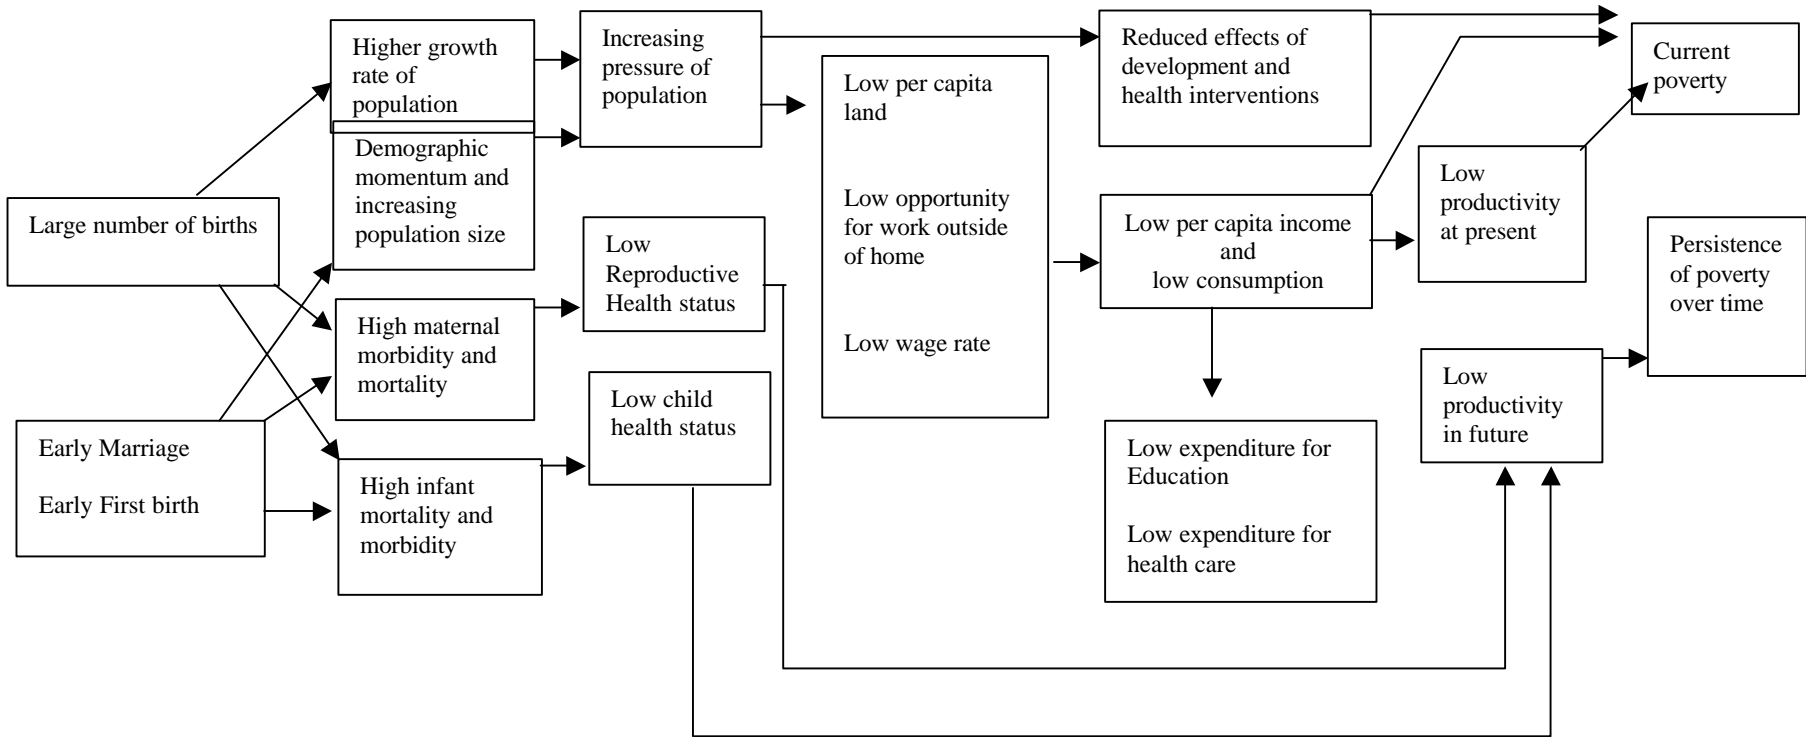 Higher growth
rate of
population
Demographic
momentum and
increasing
population size
Increasing
pressure of
population
Reduced effects of
development and
health interventions
Current
poverty
Low per capita
land
Low opportunity
for work outside
of home
Low wage rate
Large number of births
Low
Reproductive
Health status
Low per capita income
and
low consumption
Low
productivity
at present
Persistence
of poverty
over time
High maternal
morbidity and
mortality
Low child
health status
Low
productivity
in future
Early Marriage
Early First birth
High infant
mortality and
morbidity
Low expenditure for
Education
Low expenditure for
health care